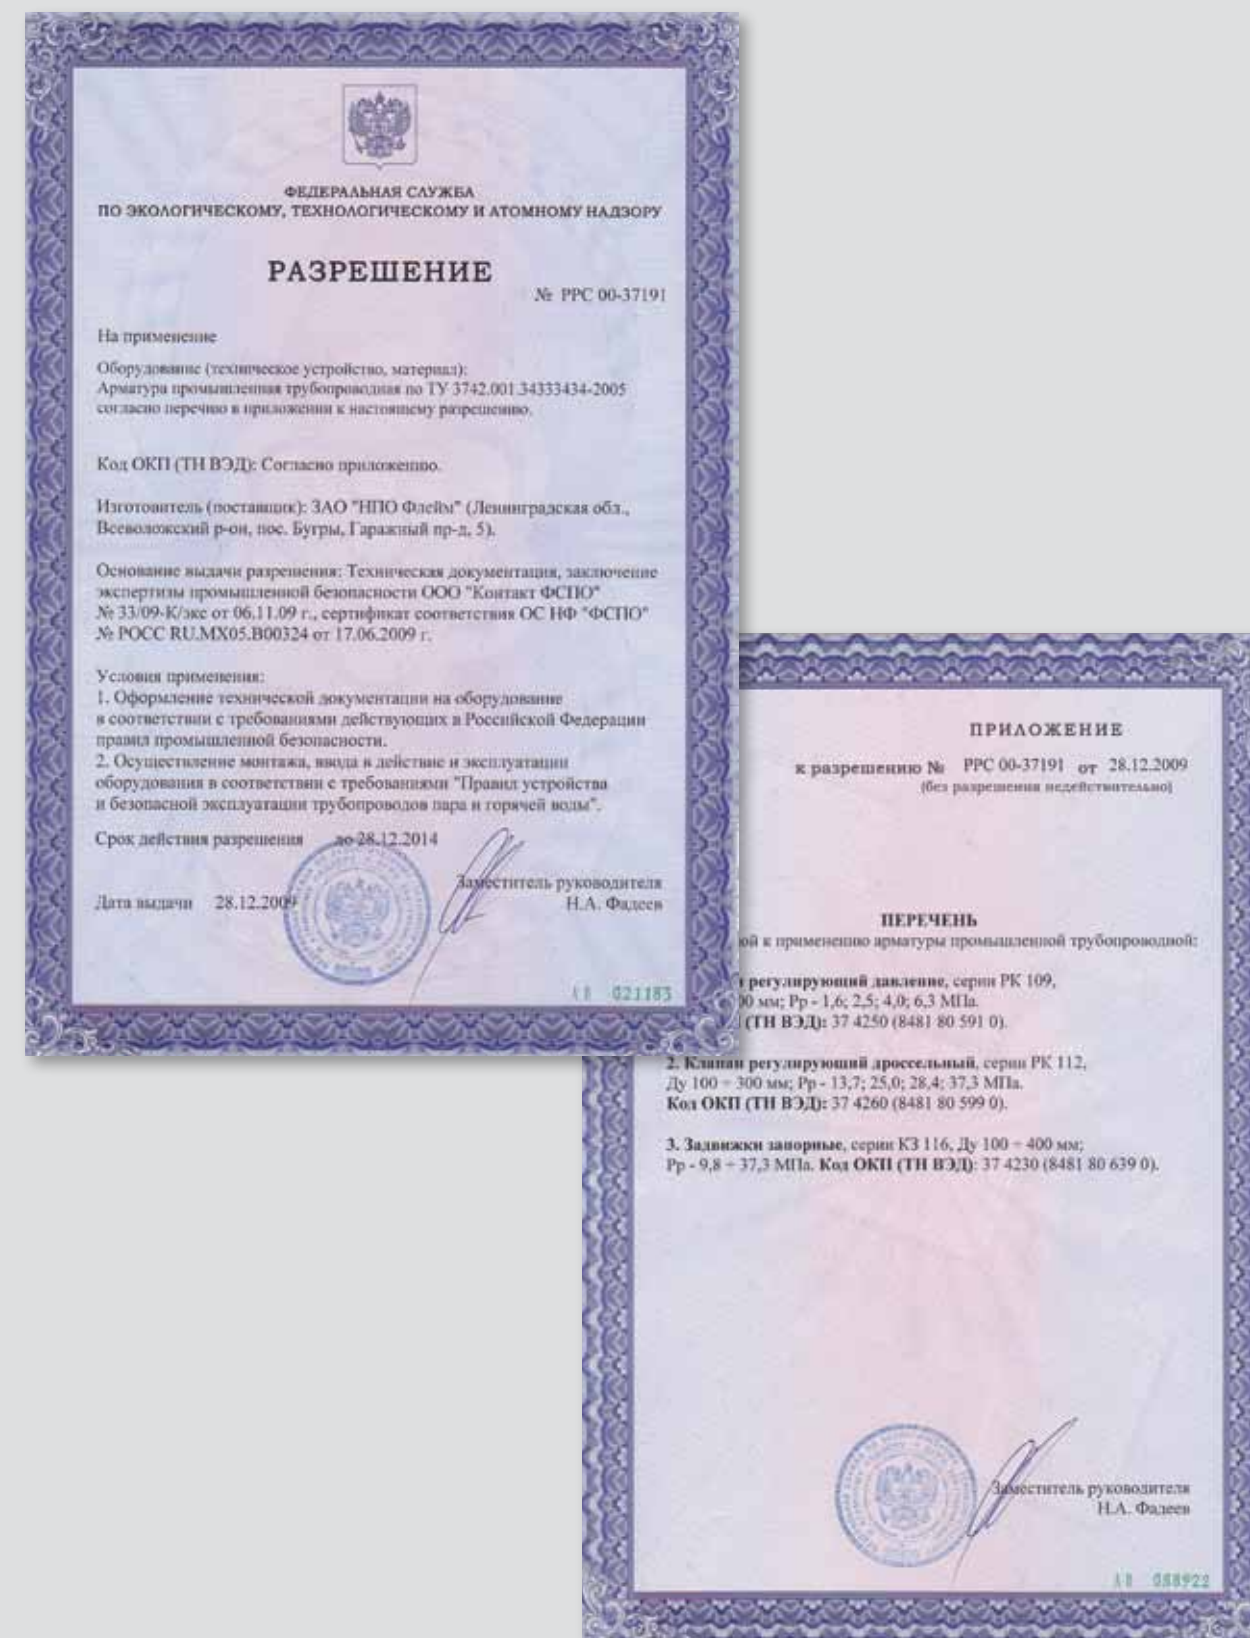 ФЕДЕРАЛЬНАЯ СЛУЖБА
ПО ЭКОЛОГИЧЕСКОМУ, ТЕХНОЛОГИЧЕСКОМУ И АТОМНОМУ НАДЗОРУ
РАЗРЕШЕНИЕ
№ РРС 00-37191
На применение
Оборудование (техническое устройство, материал):
Арматура промышленная трубопроводная по ТУ 3742.001.34333434-2005
согласно перечню в приложении к настоящему разрешению.
Код ОКП (ТН ВЭД): Согласно приложению.
Изготовитель (поставщик): ЗАО "НПО Флейм" (Ленинградская обл.,
Всеволожский р-он, пос. Бугры, Гаражный пр-д, 5).
Основание выдачи разрешения: Техническая документация, заключение
экспертизы промышленной безопасности ООО "Контакт ФСПО"
№ 33/09-К/экс от 06.11.09 г., сертификат соответствия ОС НФ "ФСПО"
№ РОСС RU.МХ05.В00324 от 17.06.2009 г.
Условия применения:
1. Оформление технической документации на оборудование
в соответствии с требованиями действующих в Российской Федерации
правил промышленной безопасности.
2. Осуществление монтажа, ввода в действие и эксплуатации
оборудования в соответствии с требованиями "Правил устройства
и безопасной эксплуатации трубопроводов пара и горячей воды".
Срок действия разрешения до 28.12.2014
Заместитель руководителя
Дата выдачи 28.12.2009 Н.А. Фадеев
АВ 021183
ПРИЛОЖЕНИЕ
к разрешению № РРС 00-37191 от 28.12.2009
(без разрешения недействительно)
ПЕРЕЧЕНЬ
ой к применению арматуры промышленной трубопроводной:
регулирующий давление, серии РК 109,
00 мм; Рр - 1,6; 2,5; 4,0; 6,3 МПа.
(ТН ВЭД): 37 4250 (8481 80 591 0).
2. Клапан регулирующий дроссельный, серии РК 112,
Ду 100 ÷ 300 мм; Рр - 13,7; 25,0; 28,4; 37,3 МПа.
Код ОКП (ТН ВЭД): 37 4260 (8481 80 599 0).
3. Задвижки запорные, серии КЗ 116, Ду 100 ÷ 400 мм;
Рр - 9,8 ÷ 37,3 МПа. Код ОКП (ТН ВЭД): 37 4230 (8481 80 639 0).
Заместитель руководителя
Н.А. Фадеев
АВ 088922